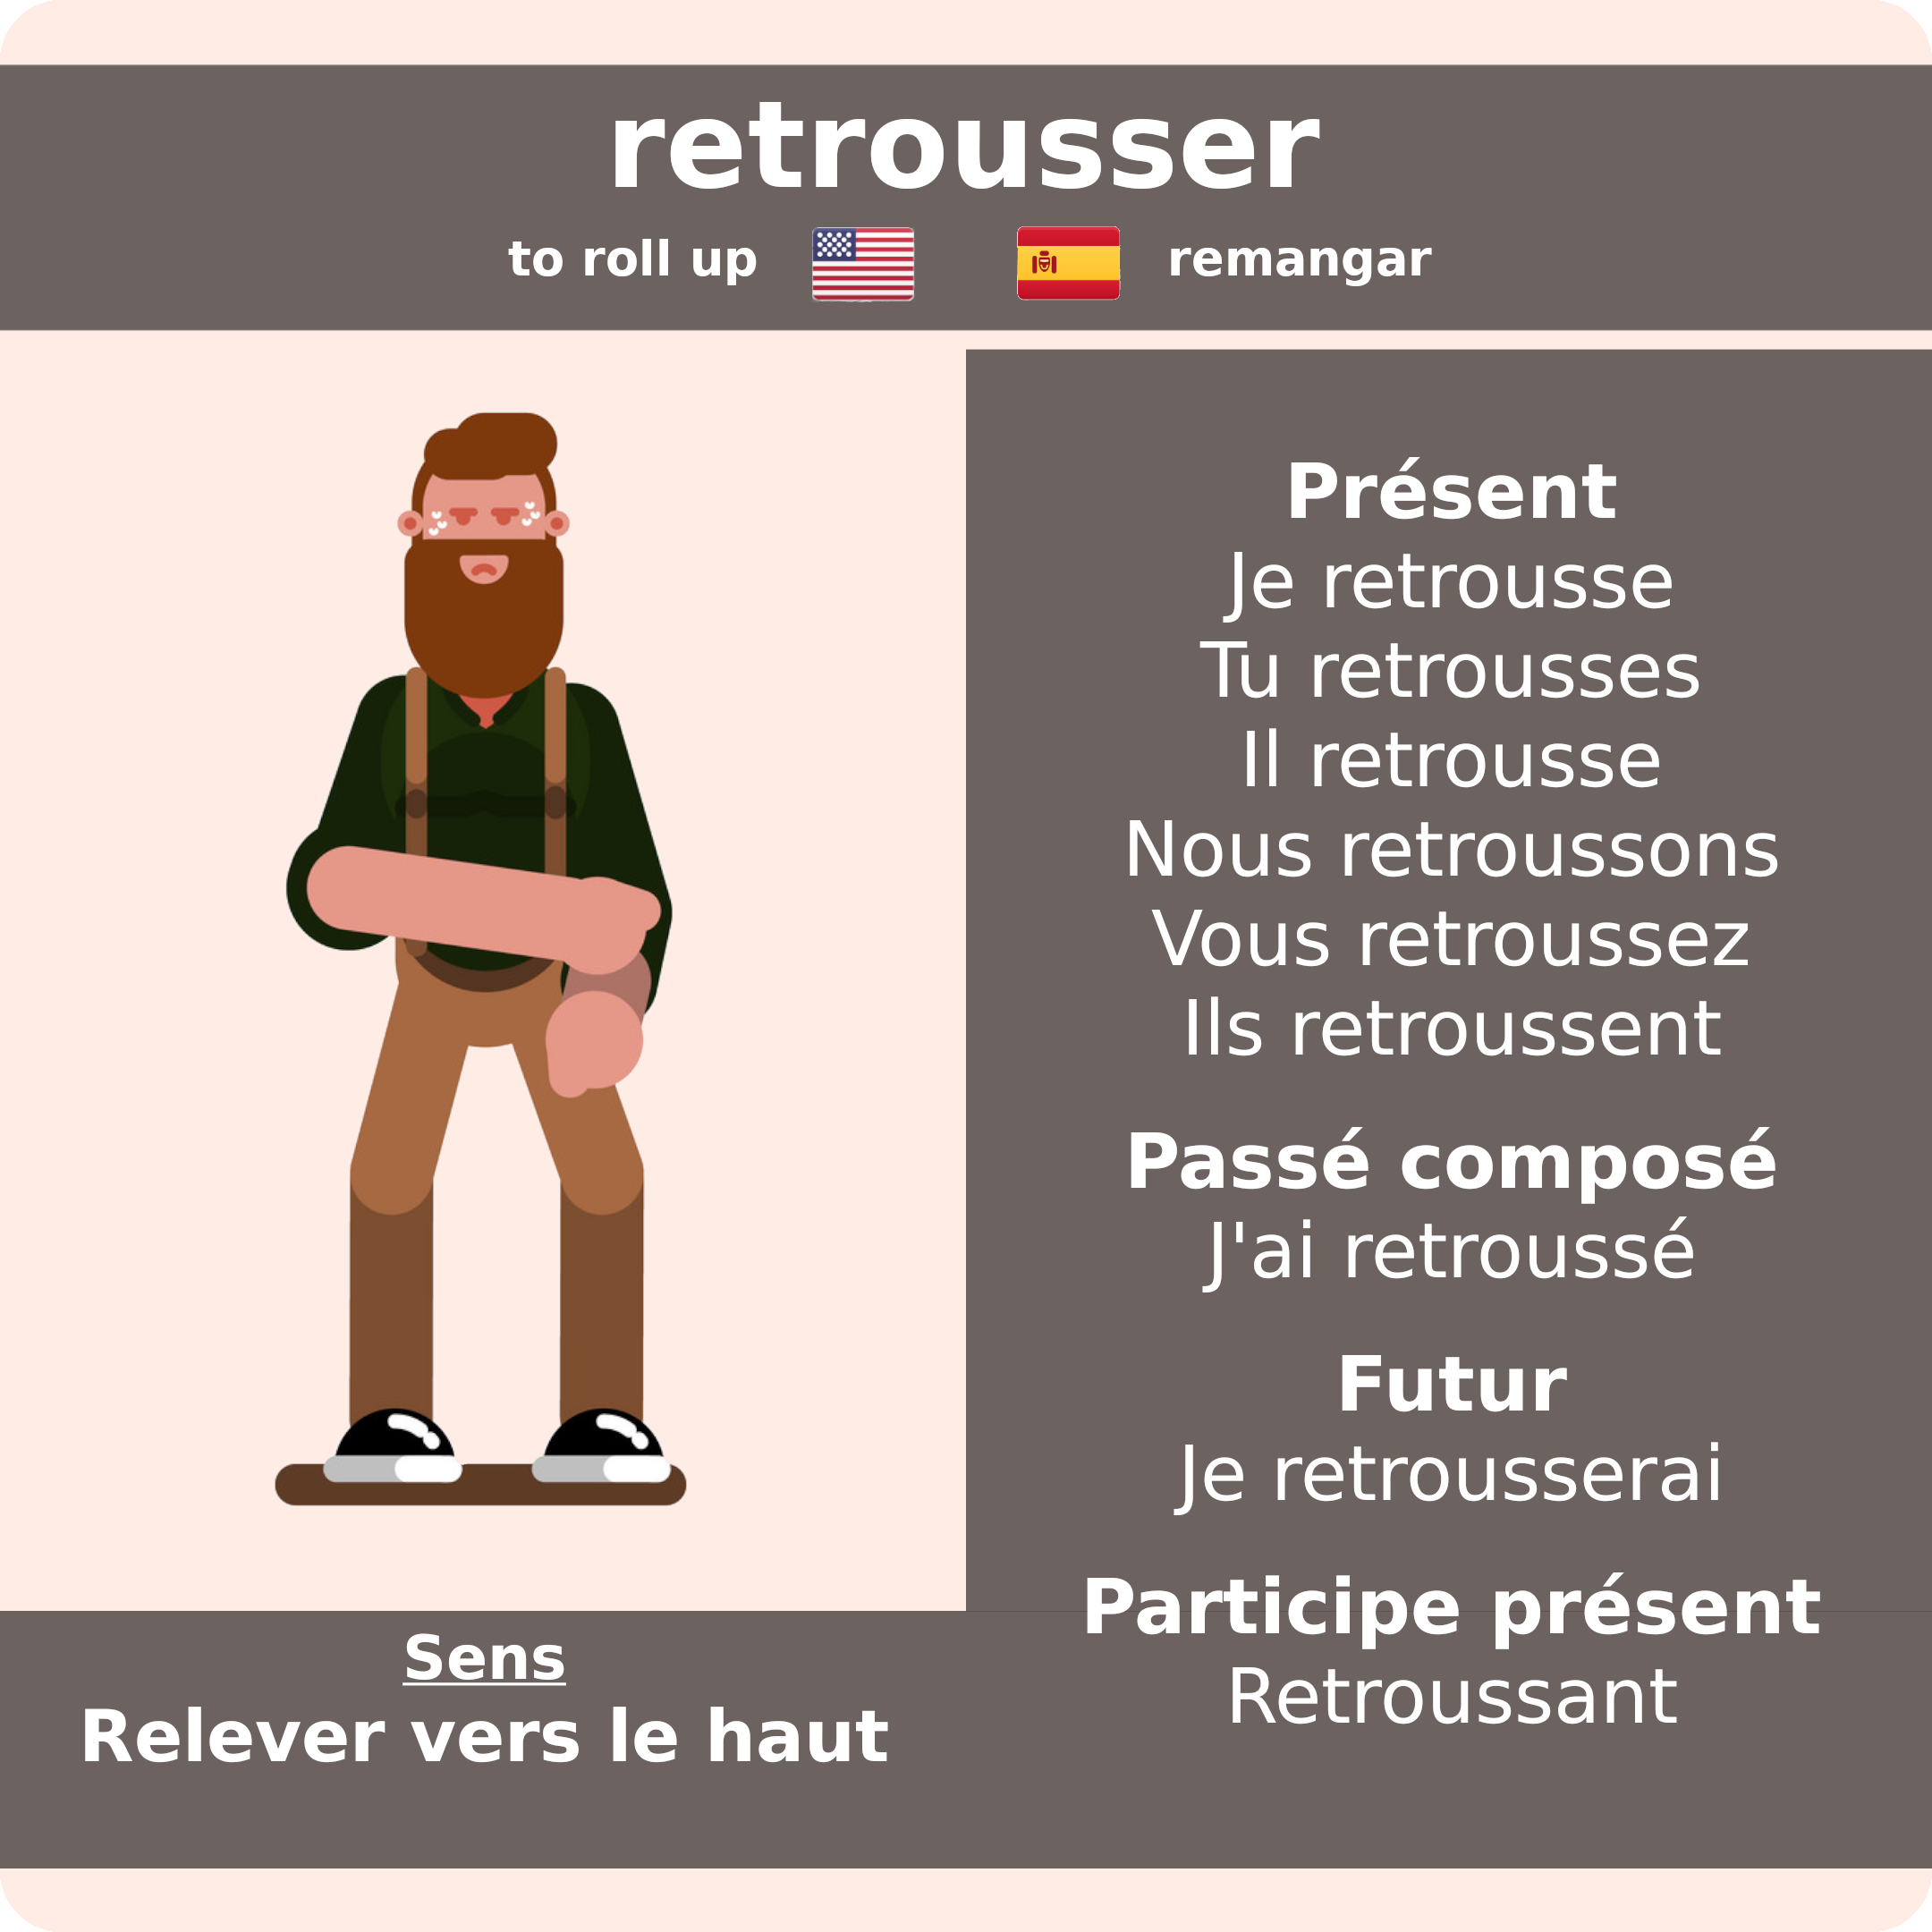 retrousser
to roll up remangar
Présent
Je retrousse
Tu retrousses
Il retrousse
Nous retroussons
Vous retroussez
Ils retroussent
Passé composé
J'ai retroussé
Futur
Je retrousserai
Participe présent
Retroussant
Sens
Relever vers le haut